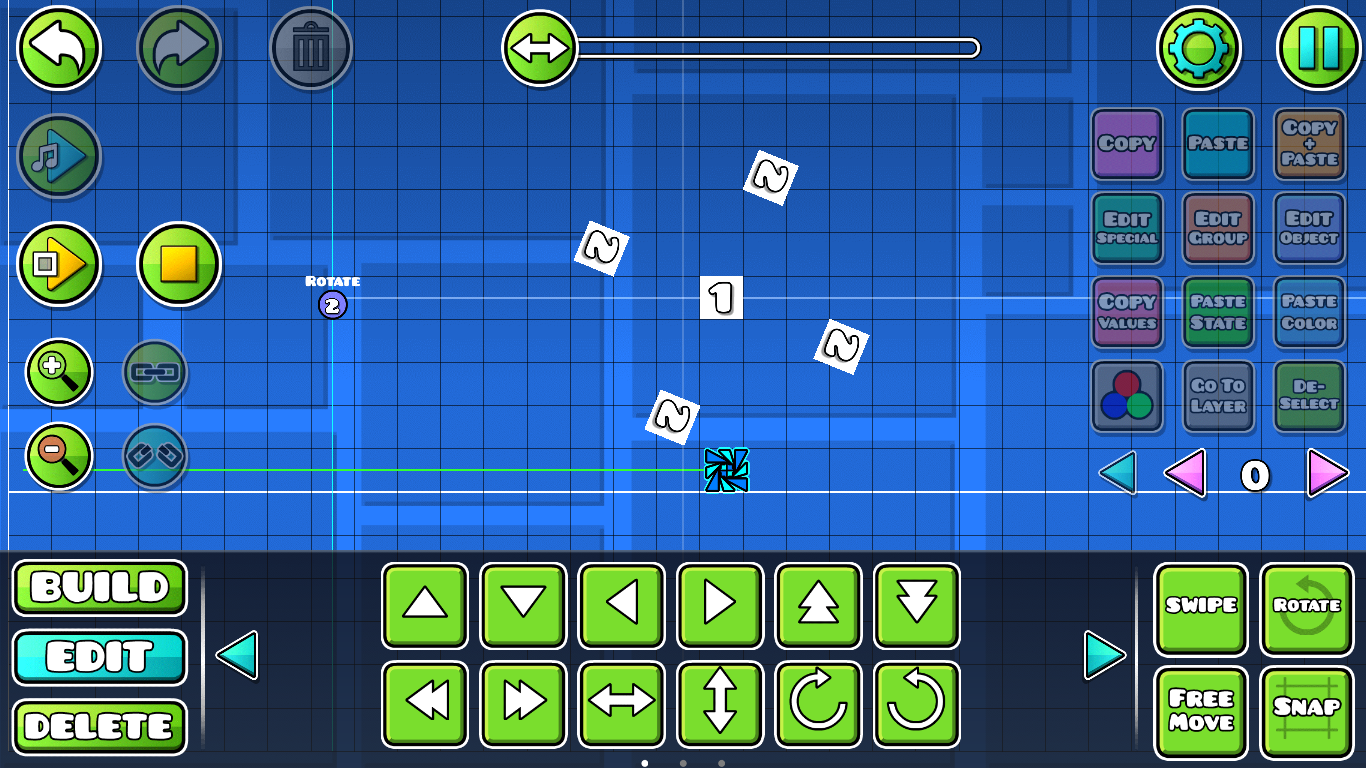 COPY
PASTE
COPY
+
PASTE
EDIT
SPECIAL
EDIT
GROUP
EDIT
OBJECT
ROTATE
2
2
2
1
2
2
COPY
VALUES
PASTE
STATE
PASTE
COLOR
GO TO
LAYER
DE-
SELECT
0
BUILD
EDIT
DELETE
SWIPE
ROTATE
FREE
MOVE
SNAP